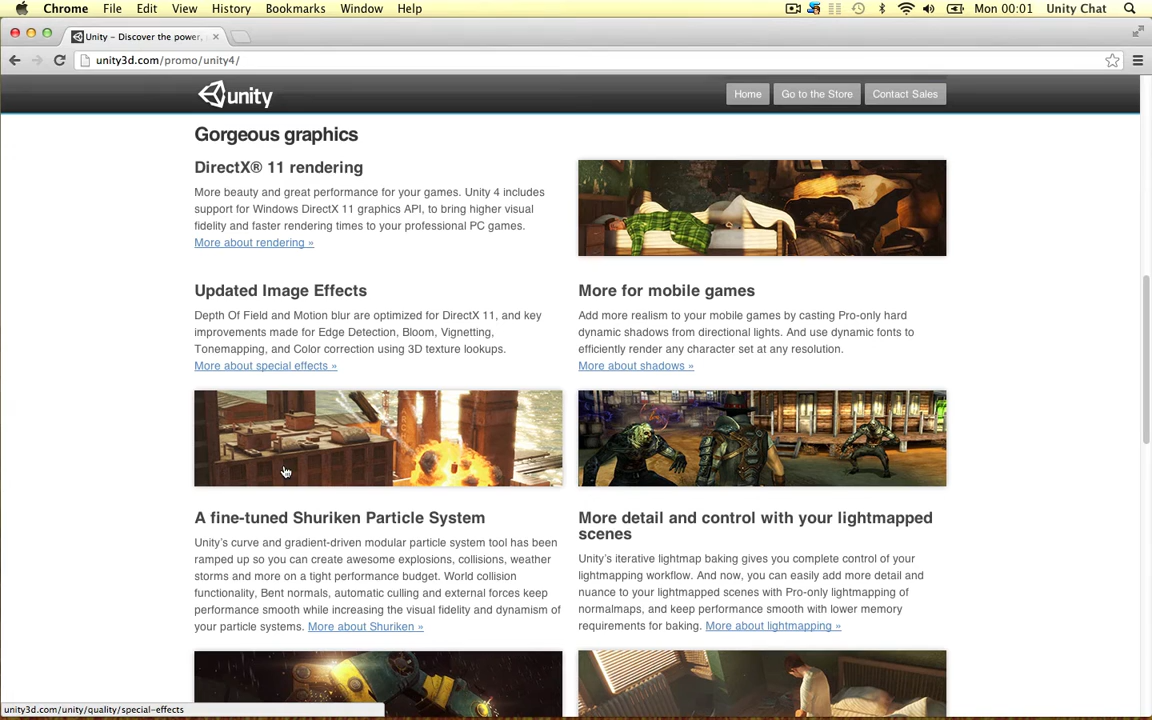 Chrome File Edit View History Bookmarks Window Help Mon 00:01 Unity Chat
Unity – Discover the power,
unity3d.com/promo/unity4/
unity Home Go to the Store Contact Sales
Gorgeous graphics
DirectX® 11 rendering
More beauty and great performance for your games. Unity 4 includes
support for Windows DirectX 11 graphics API, to bring higher visual
fidelity and faster rendering times to your professional PC games.
More about rendering »
Updated Image Effects
Depth Of Field and Motion blur are optimized for DirectX 11, and key
improvements made for Edge Detection, Bloom, Vignetting,
Tonemapping, and Color correction using 3D texture lookups.
More about special effects »
More for mobile games
Add more realism to your mobile games by casting Pro-only hard
dynamic shadows from directional lights. And use dynamic fonts to
efficiently render any character set at any resolution.
More about shadows »
A fine-tuned Shuriken Particle System
Unity's curve and gradient-driven modular particle system tool has been
ramped up so you can create awesome explosions, collisions, weather
storms and more on a tight performance budget. World collision
functionality, Bent normals, automatic culling and external forces keep
performance smooth while increasing the visual fidelity and dynamism of
your particle systems. More about Shuriken »
More detail and control with your lightmapped
scenes
Unity's iterative lightmap baking gives you complete control of your
lightmapping workflow. And now, you can easily add more detail and
nuance to your lightmapped scenes with Pro-only lightmapping of
normalmaps, and keep performance smooth with lower memory
requirements for baking. More about lightmapping »
unity3d.com/unity/quality/special-effects